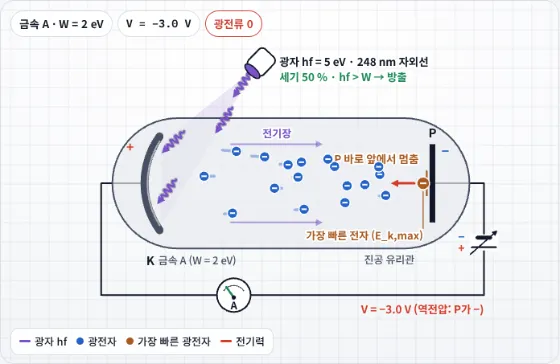 금속 A · W = 2 eV
V = −3.0 V
광전류 0
광자 hf = 5 eV · 248 nm 자외선
세기 50 % · hf > W → 방출
전기장
P
+
−
P 바로 앞에서 멈춤
가장 빠른 전자 (E_k,max)
K 금속 A (W = 2 eV)
진공 유리관
−
+
A
V = −3.0 V (역전압: P가 −)
광자 hf
광전자
가장 빠른 광전자
전기력